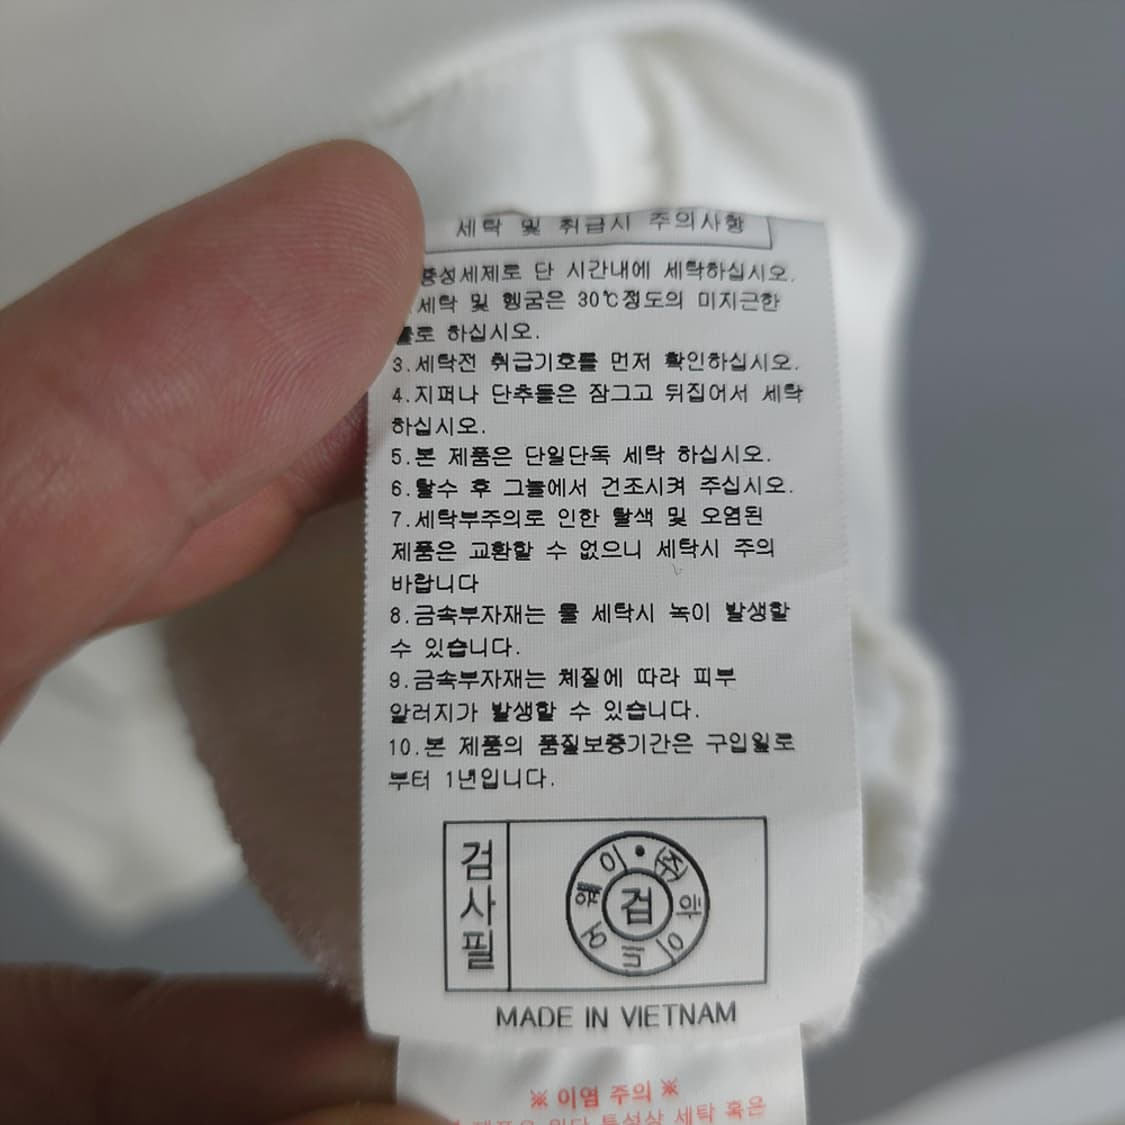 세탁 및 취급시 주의사항
중성세제로 단 시간내에 세탁하십시오.
세탁 및 헹굼은 30℃정도의 미지근한
물로 하십시오.
3.세탁전 취급기호를 먼저 확인하십시오.
4.지퍼나 단추들은 잠그고 뒤집어서 세탁
하십시오.
5.본 제품은 단일단독 세탁 하십시오.
6.탈수 후 그늘에서 건조시켜 주십시오.
7.세탁부주의로 인한 탈색 및 오염된
제품은 교환할 수 없으니 세탁시 주의
바랍니다
8.금속부자재는 물 세탁시 녹이 발생할
수 있습니다.
9.금속부자재는 체질에 따라 피부
알러지가 발생할 수 있습니다.
10.본 제품의 품질보증기간은 구입일로
부터 1년입니다.
검사필
검
MADE IN VIETNAM
※ 이염 주의 ※
제품은 원단 특성상 세탁 혹은